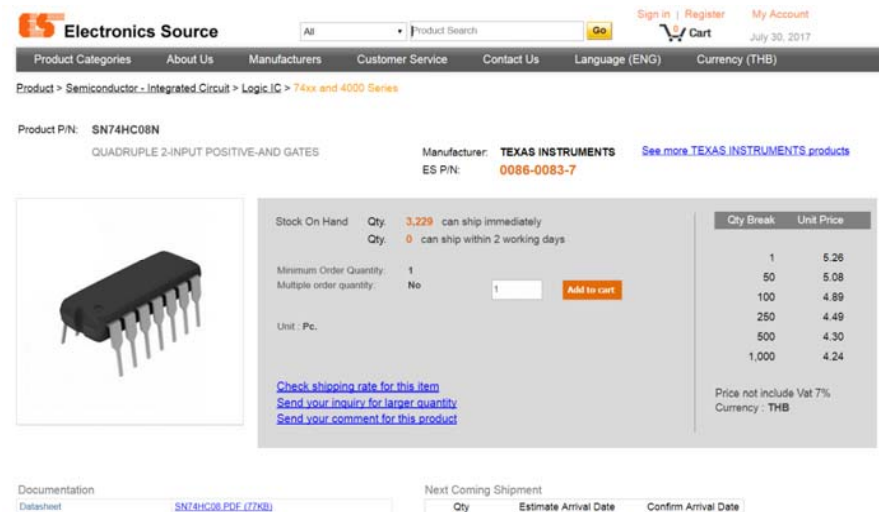 ES Electronics Source
All
Product Search
Go
Sign in | Register
My Account
0
Cart
July 30, 2017
Product Categories
About Us
Manufacturers
Customer Service
Contact Us
Language (ENG)
Currency (THB)
Product > Semiconductor - Integrated Circuit > Logic IC > 74xx and 4000 Series
Product P/N: SN74HC08N
QUADRUPLE 2-INPUT POSITIVE-AND GATES
Manufacturer: TEXAS INSTRUMENTS
See more TEXAS INSTRUMENTS products
ES P/N: 0086-0083-7
Stock On Hand Qty. 3,229 can ship immediately
Qty. 0 can ship within 2 working days
Minimum Order Quantity: 1
Multiple order quantity: No
1
Add to cart
Unit : Pc.
Check shipping rate for this item
Send your inquiry for larger quantity
Send your comment for this product
Qty Break Unit Price
1 5.26
50 5.08
100 4.89
250 4.49
500 4.30
1,000 4.24
Price not include Vat 7%
Currency : THB
Documentation
Datasheet SN74HC08.PDF (77KB)
Next Coming Shipment
Qty Estimate Arrival Date Confirm Arrival Date